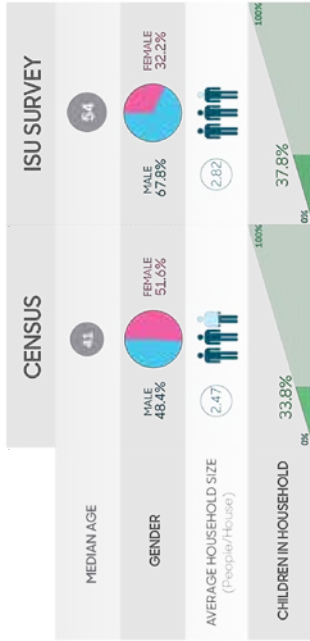 CENSUS
ISU SURVEY
MEDIAN AGE
41
54
GENDER
MALE
48.4%
FEMALE
51.6%
MALE
67.8%
FEMALE
32.2%
AVERAGE HOUSEHOLD SIZE
(People/House)
2.47
2.82
CHILDREN IN HOUSEHOLD
0%
33.8%
100%
0%
37.8%
100%